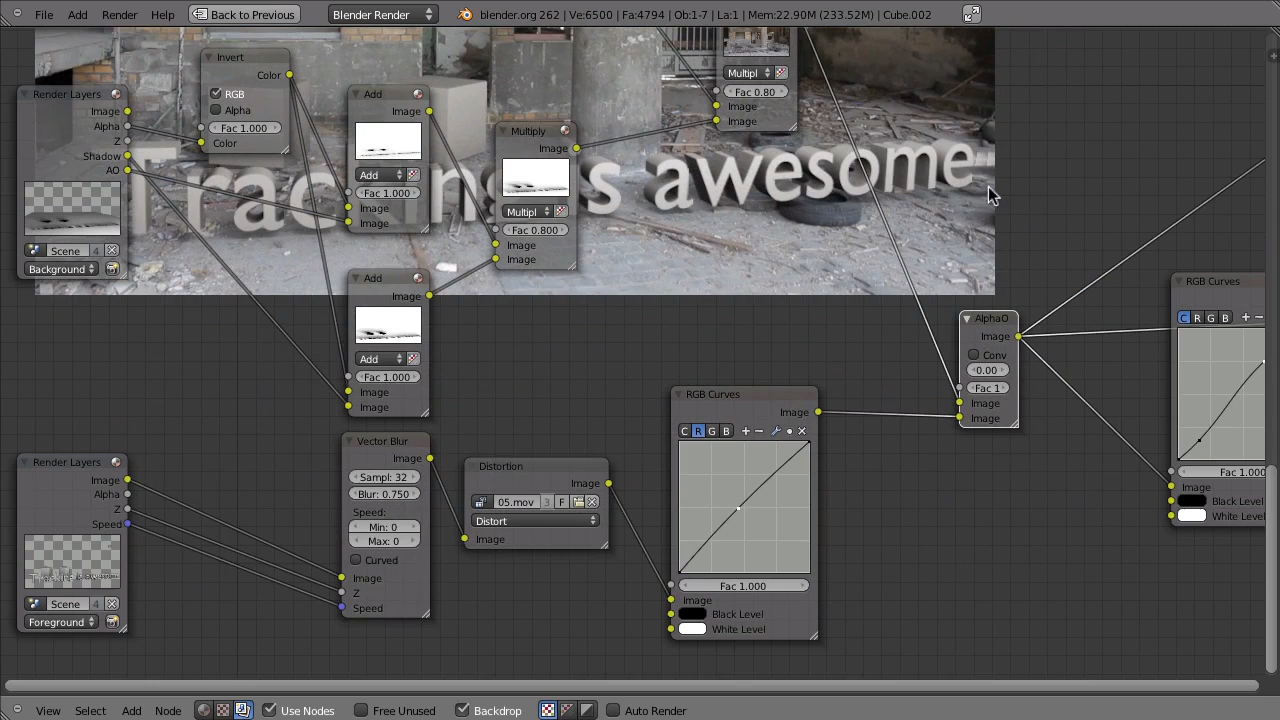 File Add Render Help Back to Previous Blender Render blender.org 262 | Ve:6500 | Fa:4794 | Ob:1-7 | La:1 | Mem:22.90M (233.52M) | Cube.002
Invert
Color
RGB
Alpha
Fac 1.000
Color
Render Layers
Image
Alpha
Z
Shadow
AO
Scene 4
Background
Add
Image
Add
Fac 1.000
Image
Image
Multiply
Image
Multipl
Fac 0.800
Image
Image
Multipl
Fac 0.80
Image
Image
is awesome
Add
Image
Add
Fac 1.000
Image
Image
AlphaO
Image
Conv
0.00
Fac 1
Image
Image
RGB Curves
C R G B
Fac 1.000
Image
Black Level
White Level
Render Layers
Image
Alpha
Z
Speed
Scene 4
Foreground
Vector Blur
Image
Sampl: 32
Blur: 0.750
Speed:
Min: 0
Max: 0
Curved
Image
Z
Speed
Distortion
Image
05.mov 3 F
Distort
Image
RGB Curves
Image
C R G B
Fac 1.000
Image
Black Level
White Level
View Select Add Node Use Nodes Free Unused Backdrop Auto Render